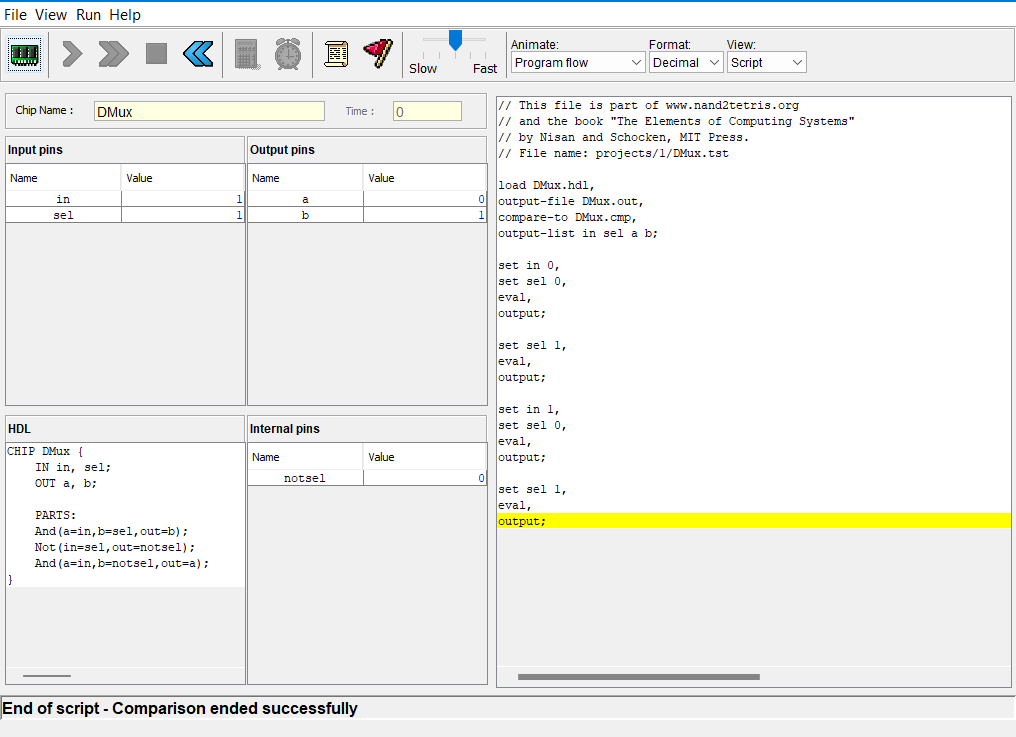 File View Run Help
Slow Fast
Animate: Format: View:
Program flow Decimal Script
Chip Name : DMux Time : 0
Input pins
Name Value
in 1
sel 1
Output pins
Name Value
a 0
b 1
HDL
CHIP DMux {
IN in, sel;
OUT a, b;
PARTS:
And(a=in,b=sel,out=b);
Not(in=sel,out=notsel);
And(a=in,b=notsel,out=a);
}
Internal pins
Name Value
notsel 0
// This file is part of www.nand2tetris.org
// and the book "The Elements of Computing Systems"
// by Nisan and Schocken, MIT Press.
// File name: projects/1/DMux.tst
load DMux.hdl,
output-file DMux.out,
compare-to DMux.cmp,
output-list in sel a b;
set in 0,
set sel 0,
eval,
output;
set sel 1,
eval,
output;
set in 1,
set sel 0,
eval,
output;
set sel 1,
eval,
output;
End of script - Comparison ended successfully